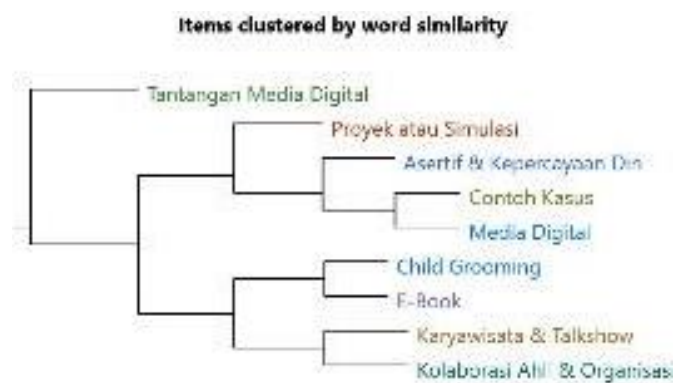 Items clustered by word similarity
Tantangan Media Digital
Proyek atau Simulasi
Asertif & Kepercayaan Diri
Contoh Kasus
Media Digital
Child Grooming
E-Book
Karyawisata & Talkshow
Kolaborasi Ahli & Organisasi